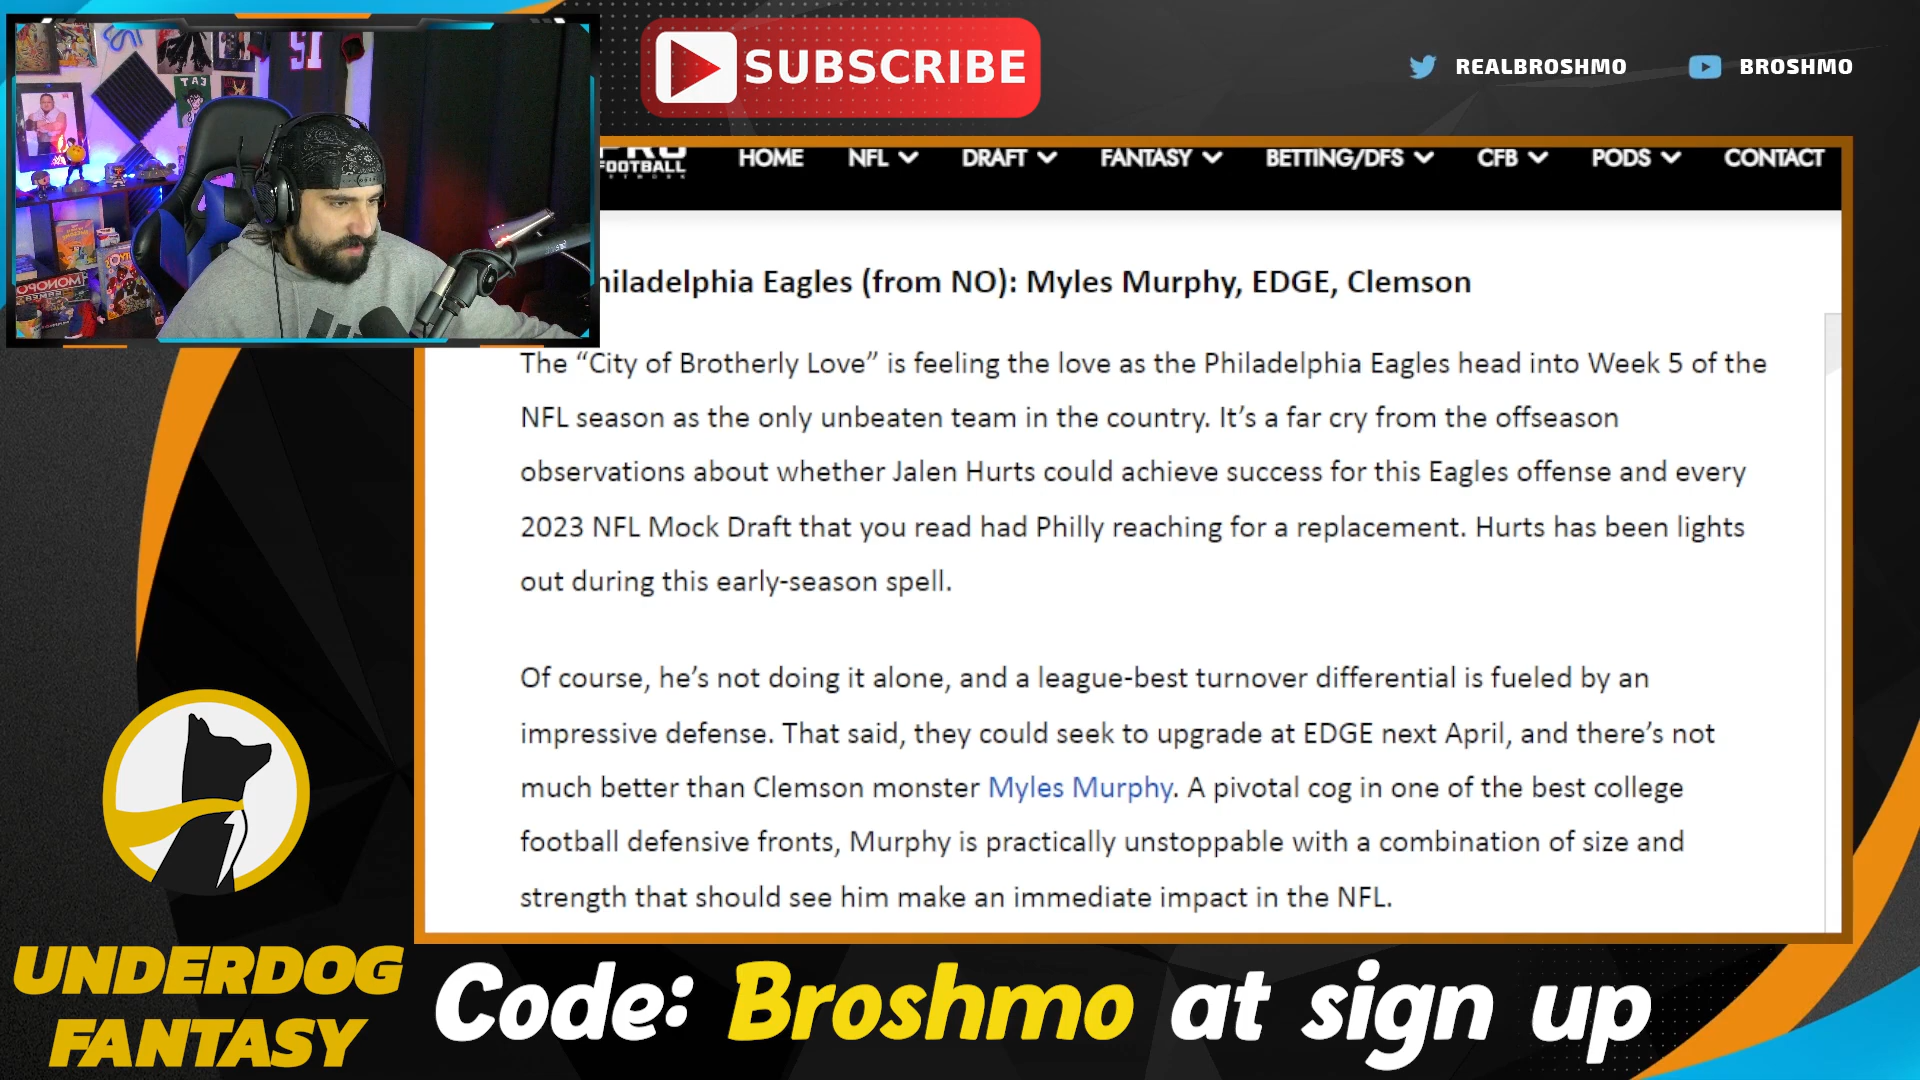 SUBSCRIBE
REALBROSHMO
BROSHMO
FOOTBALL
HOME
NFL
DRAFT
FANTASY
BETTING/DFS
CFB
PODS
CONTACT
hiladelphia Eagles (from NO): Myles Murphy, EDGE, Clemson
The “City of Brotherly Love” is feeling the love as the Philadelphia Eagles head into Week 5 of the
NFL season as the only unbeaten team in the country. It’s a far cry from the offseason
observations about whether Jalen Hurts could achieve success for this Eagles offense and every
2023 NFL Mock Draft that you read had Philly reaching for a replacement. Hurts has been lights
out during this early-season spell.
Of course, he’s not doing it alone, and a league-best turnover differential is fueled by an
impressive defense. That said, they could seek to upgrade at EDGE next April, and there’s not
much better than Clemson monster Myles Murphy. A pivotal cog in one of the best college
football defensive fronts, Murphy is practically unstoppable with a combination of size and
strength that should see him make an immediate impact in the NFL.
UNDERDOG
FANTASY
Code: Broshmo at sign up